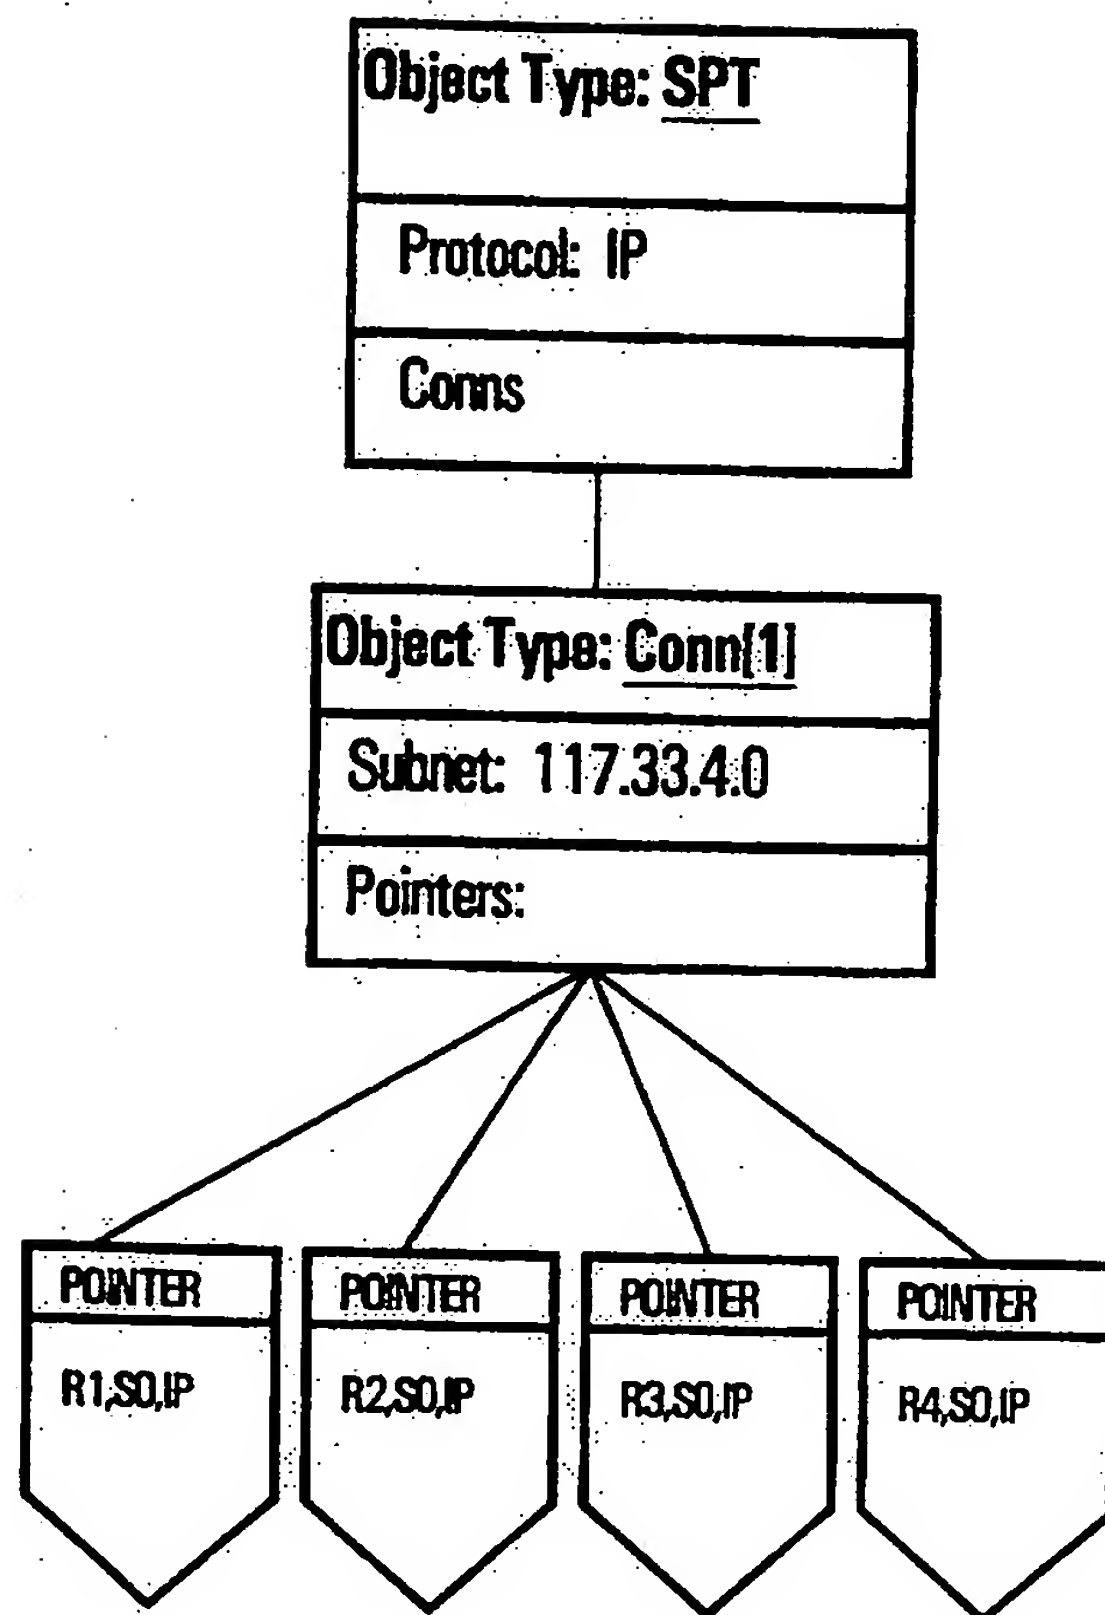 Object Type: SPT
Protocol: IP
Conns
Object Type: Conn[1]
Subnet: 117.33.4.0
Pointers:
POINTER
POINTER
POINTER
POINTER
R1,S0,IP
R2,S0,IP
R3,S0,IP
R4,S0,IP